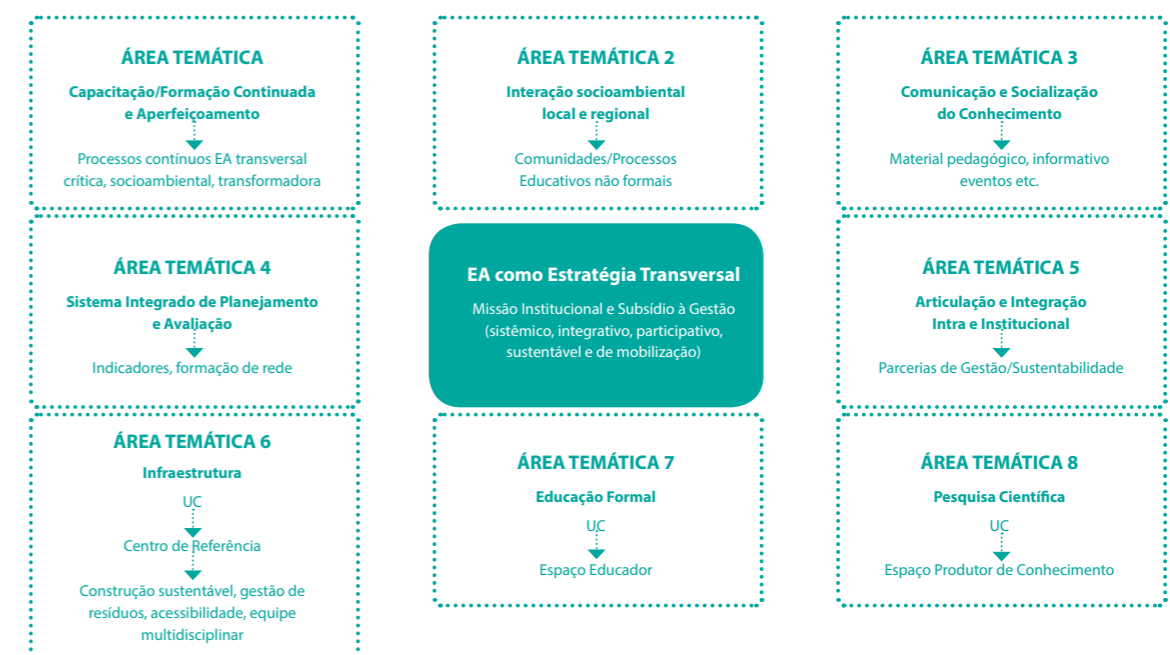 ÁREA TEMÁTICA
Capacitação/Formação Continuada
e Aperfeiçoamento
Processos contínuos EA transversal
crítica, socioambiental, transformadora
ÁREA TEMÁTICA 2
Interação socioambiental
local e regional
Comunidades/Processos
Educativos não formais
ÁREA TEMÁTICA 3
Comunicação e Socialização
do Conhecimento
Material pedagógico, informativo
eventos etc.
ÁREA TEMÁTICA 4
Sistema Integrado de Planejamento
e Avaliação
Indicadores, formação de rede
EA como Estratégia Transversal
Missão Institucional e Subsídio à Gestão
(sistêmico, integrativo, participativo,
sustentável e de mobilização)
ÁREA TEMÁTICA 5
Articulação e Integração
Intra e Institucional
Parcerias de Gestão/Sustentabilidade
ÁREA TEMÁTICA 6
Infraestrutura
UC
Centro de Referência
Construção sustentável, gestão de
resíduos, acessibilidade, equipe
multidisciplinar
ÁREA TEMÁTICA 7
Educação Formal
UC
Espaço Educador
ÁREA TEMÁTICA 8
Pesquisa Científica
UC
Espaço Produtor de Conhecimento